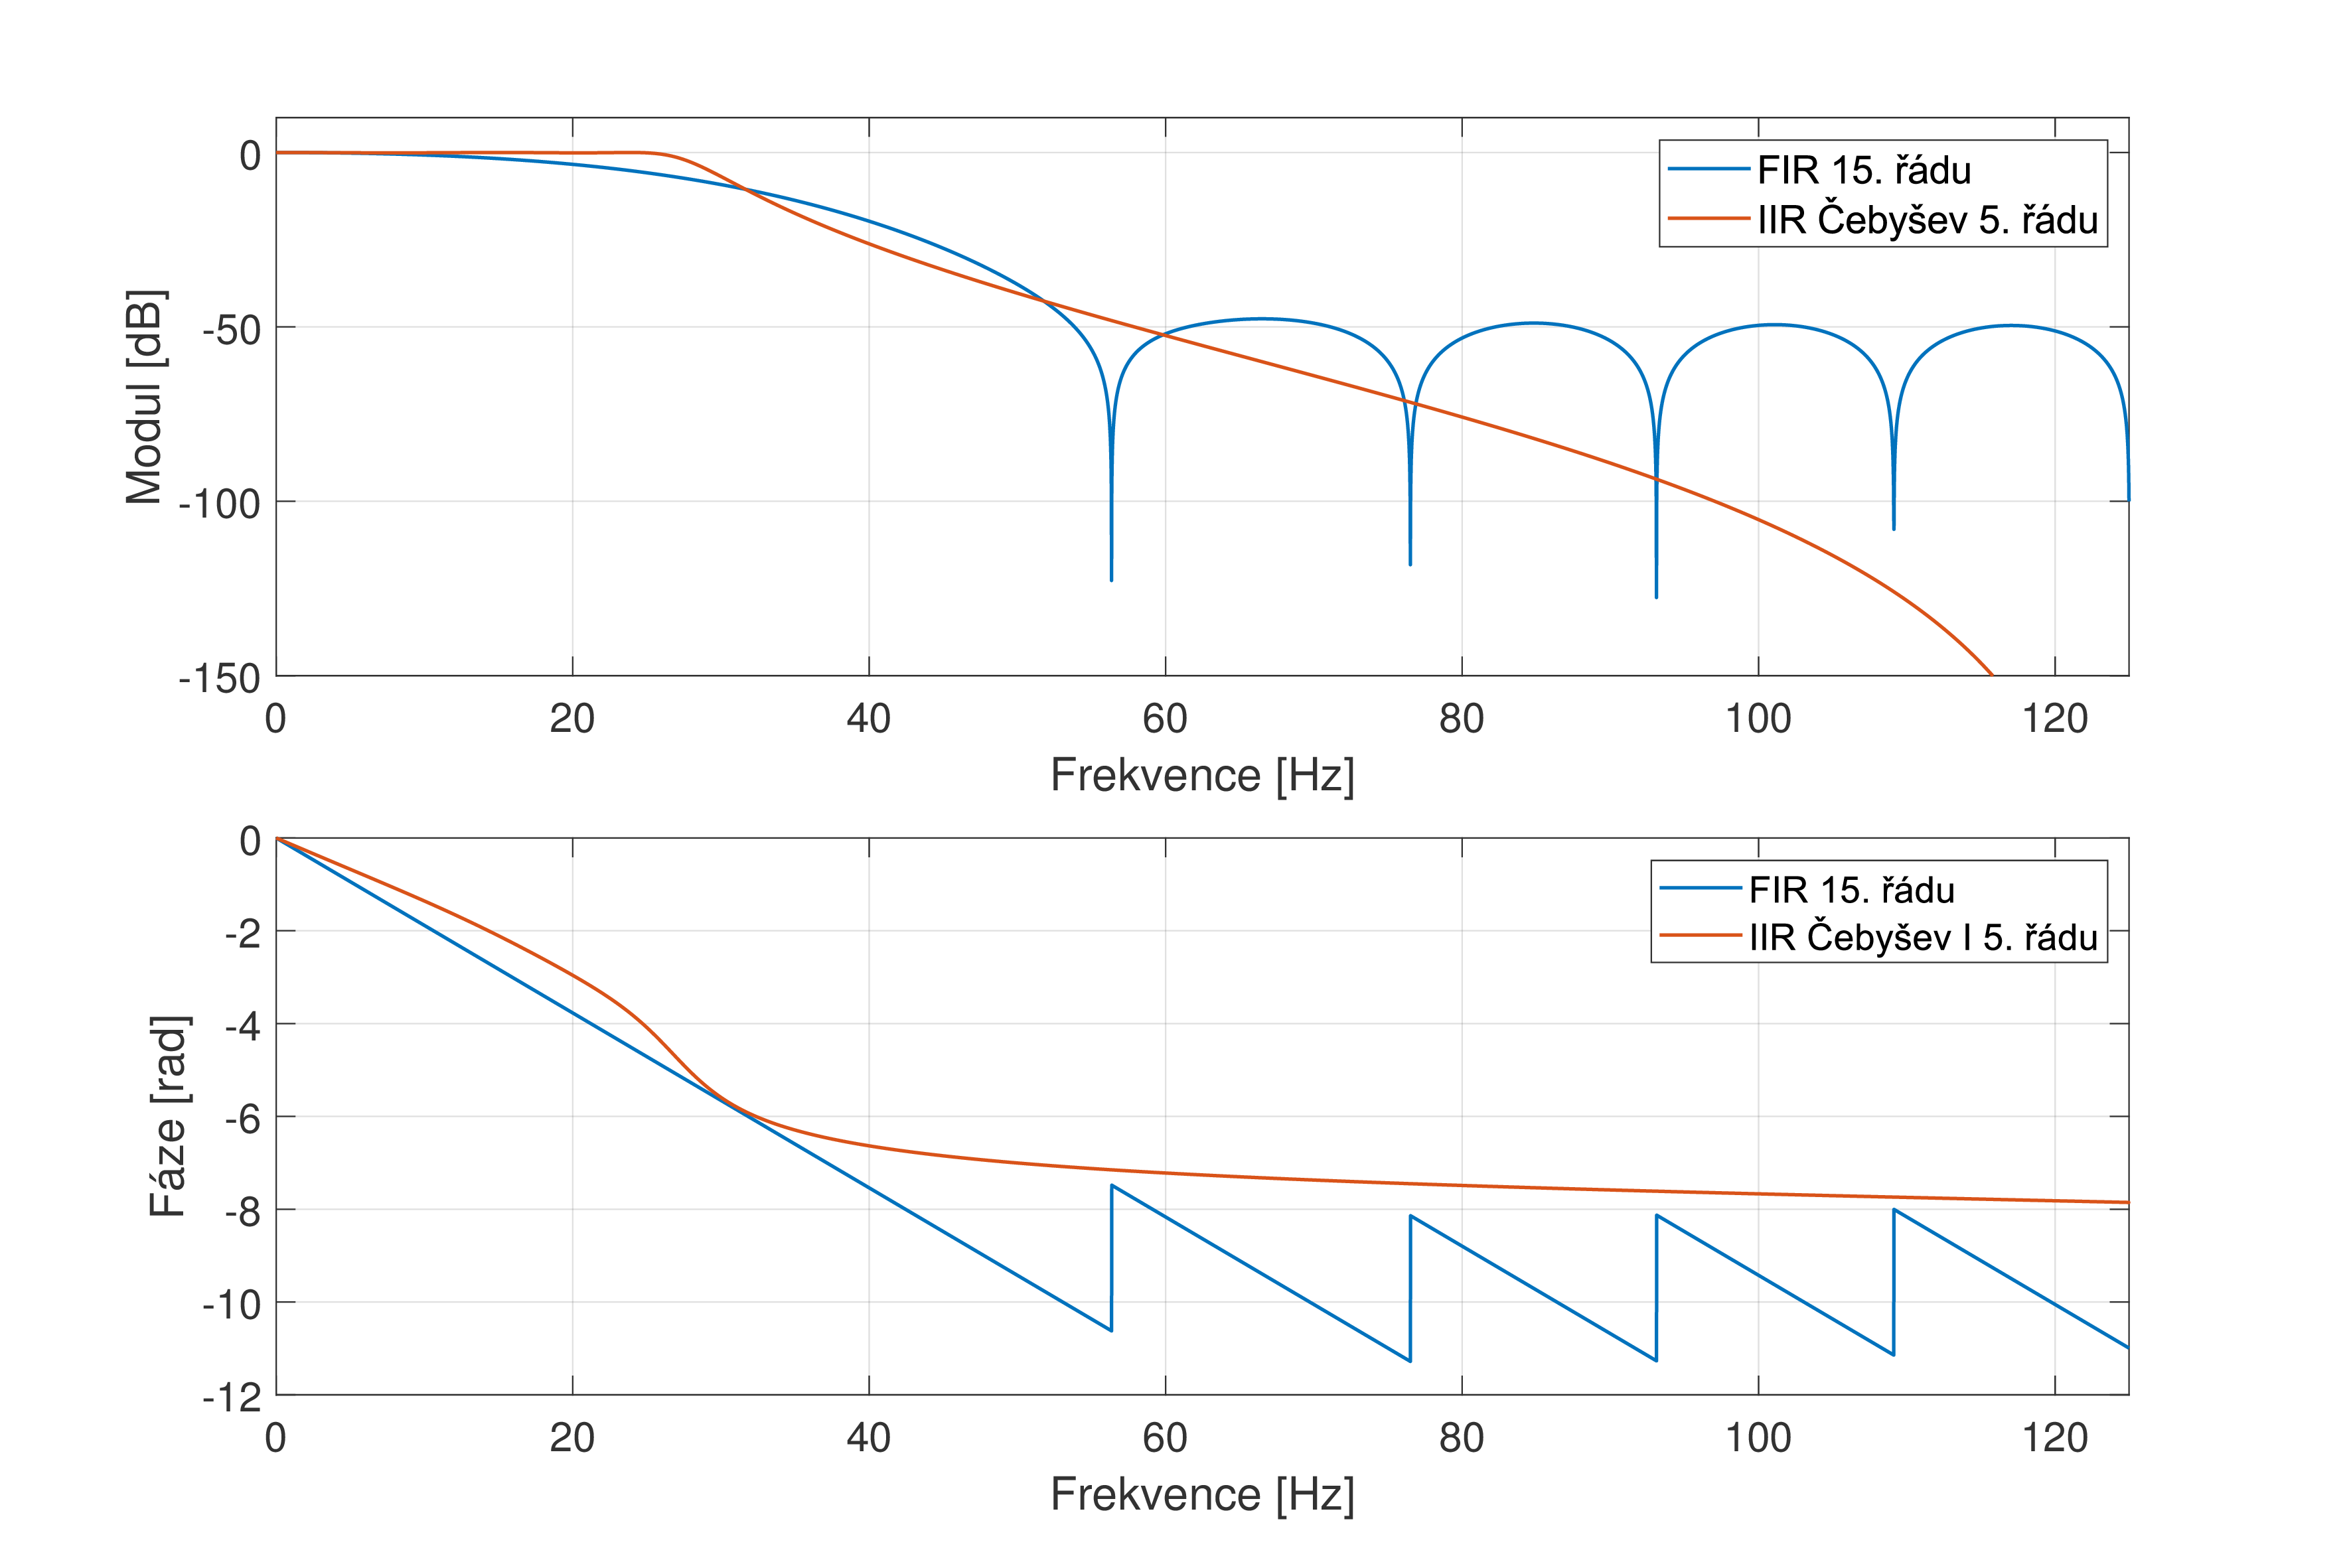 0
-50
-100
-150
Modul [dB]
FIR 15. řádu
IIR Čebyšev 5. řádu
0 20 40 60 80 100 120
Frekvence [Hz]
0
-2
-4
-6
-8
-10
-12
Fáze [rad]
FIR 15. řádu
IIR Čebyšev I 5. řádu
0 20 40 60 80 100 120
Frekvence [Hz]